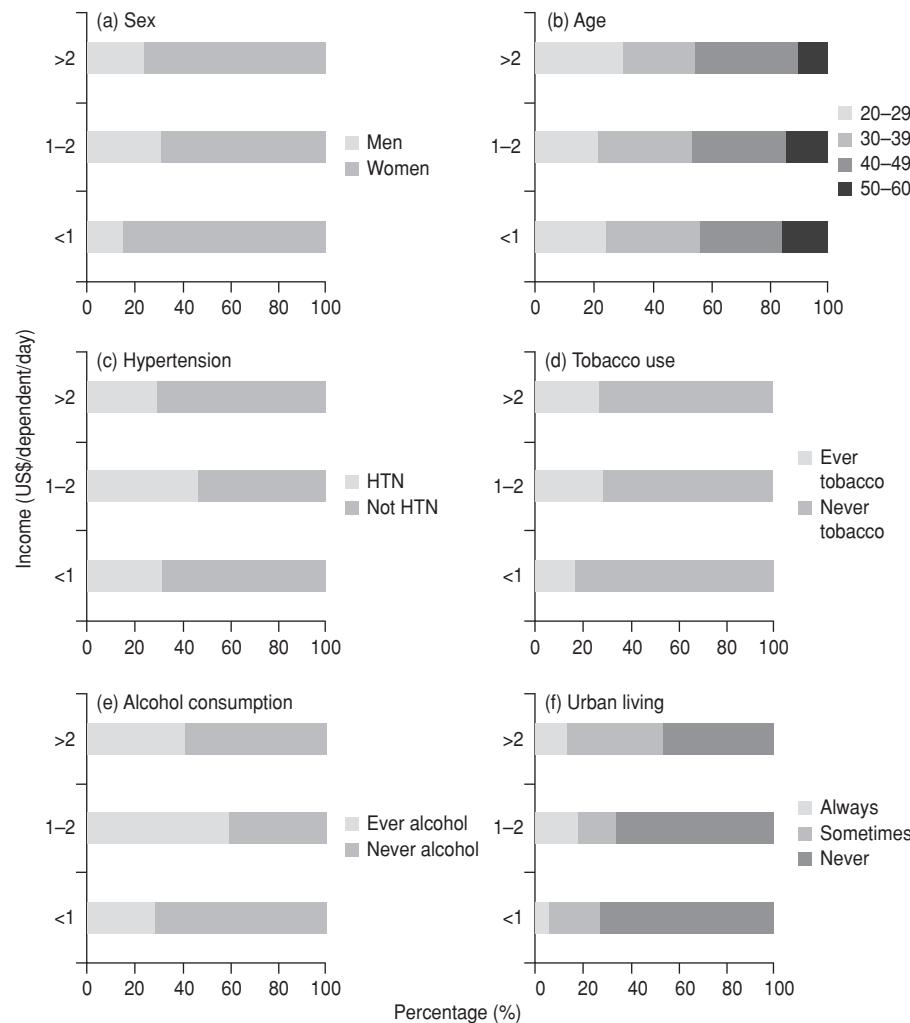 (a) Sex
>2
1–2
<1
0 20 40 60 80 100
Men
Women
(b) Age
>2
1–2
<1
0 20 40 60 80 100
20–29
30–39
40–49
50–60
Income (US$/dependent/day)
(c) Hypertension
>2
1–2
<1
0 20 40 60 80 100
HTN
Not HTN
(d) Tobacco use
>2
1–2
<1
0 20 40 60 80 100
Ever
tobacco
Never
tobacco
(e) Alcohol consumption
>2
1–2
<1
0 20 40 60 80 100
Ever alcohol
Never alcohol
(f) Urban living
>2
1–2
<1
0 20 40 60 80 100
Always
Sometimes
Never
Percentage (%)